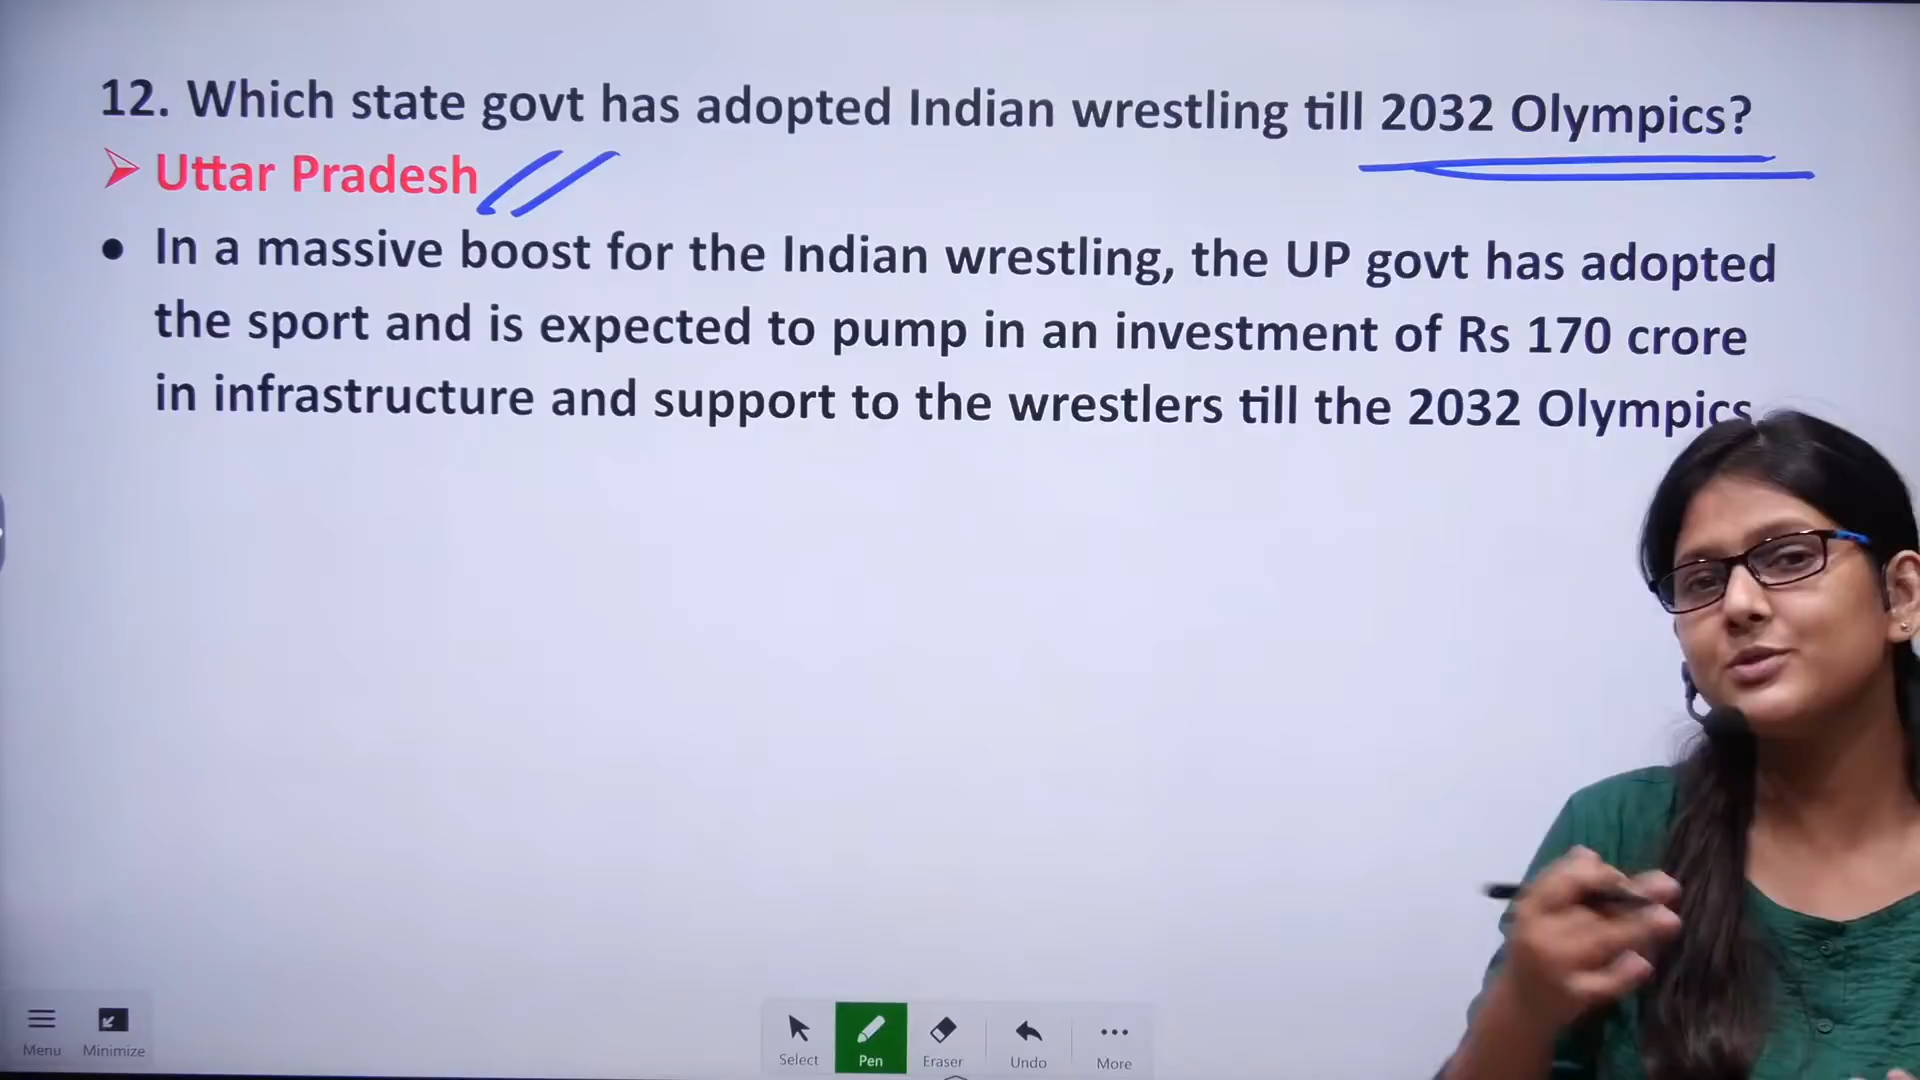 12. Which state govt has adopted Indian wrestling till 2032 Olympics?
Uttar Pradesh
In a massive boost for the Indian wrestling, the UP govt has adopted
the sport and is expected to pump in an investment of Rs 170 crore
in infrastructure and support to the wrestlers till the 2032 Olympics
Menu Minimize Select Pen Eraser Undo More